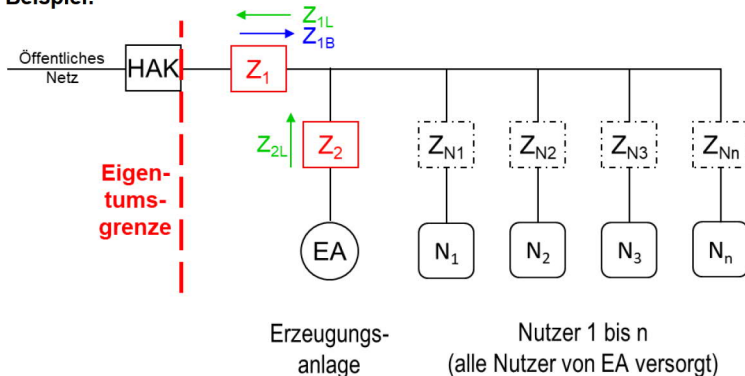 Beispiel:
Z1L
Z1B
Öffentliches
Netz
HAK
Z1
Z2L
Z2
ZN1
ZN2
ZN3
ZNn
Eigen-
tums-
grenze
EA
N1
N2
N3
Nn
Erzeugungs-
anlage
Nutzer 1 bis n
(alle Nutzer von EA versorgt)